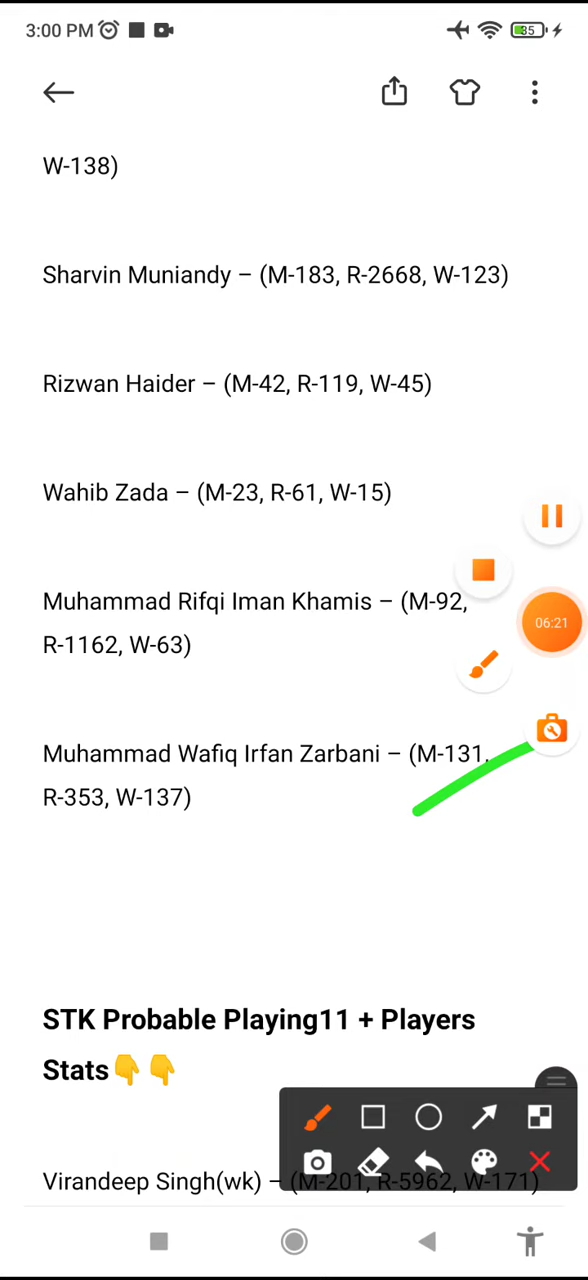 3:00 PM
35
W-138)
Sharvin Muniandy – (M-183, R-2668, W-123)
Rizwan Haider – (M-42, R-119, W-45)
Wahib Zada – (M-23, R-61, W-15)
Muhammad Rifqi Iman Khamis – (M-92,
R-1162, W-63)
06:21
Muhammad Wafiq Irfan Zarbani – (M-131,
R-353, W-137)
STK Probable Playing11 + Players
Stats👇👇
Virandeep Singh(wk) – (M-201, R-5962, W-171)